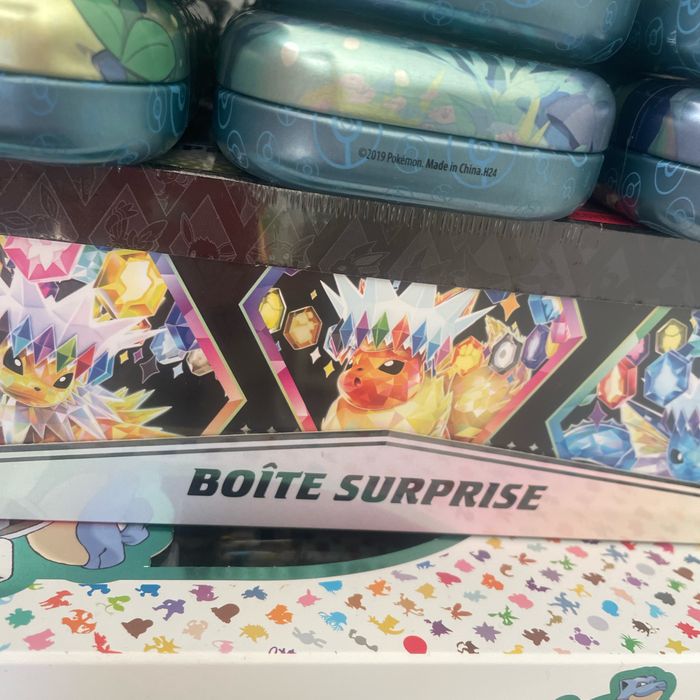 ©2019 Pokémon. Made in China.H24
BOÎTE SURPRISE